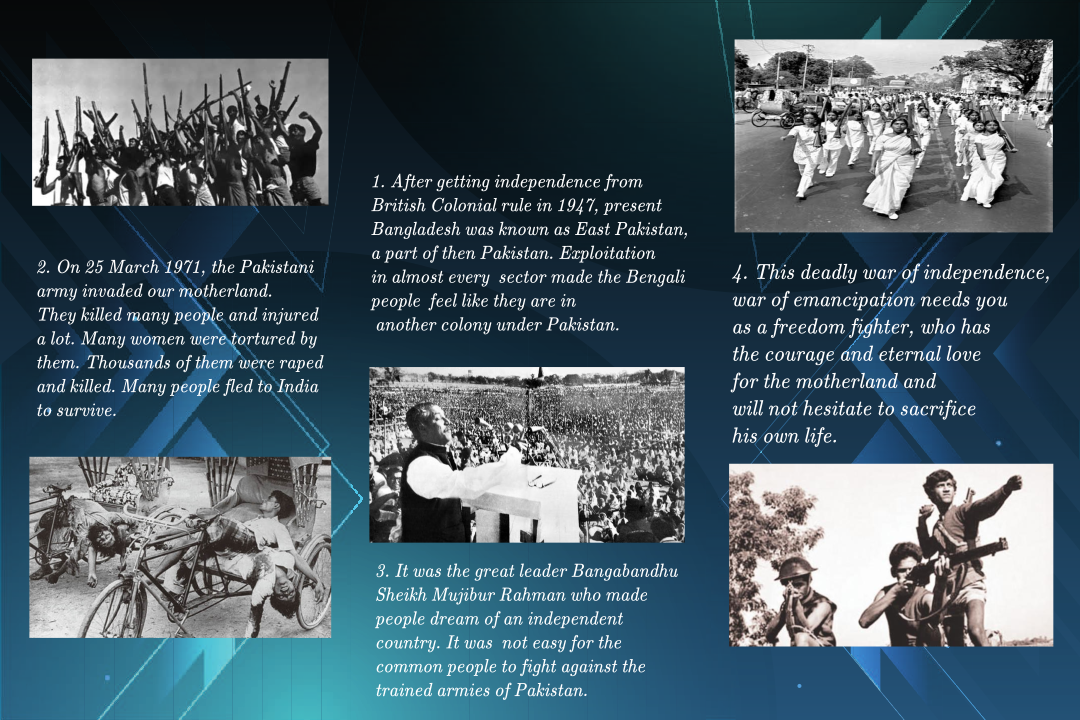 1. After getting independence from
British Colonial rule in 1947, present
Bangladesh was known as East Pakistan,
a part of then Pakistan. Exploitation
in almost every sector made the Bengali
people feel like they are in
another colony under Pakistan.
2. On 25 March 1971, the Pakistani
army invaded our motherland.
They killed many people and injured
a lot. Many women were tortured by
them. Thousands of them were raped
and killed. Many people fled to India
to survive.
3. It was the great leader Bangabandhu
Sheikh Mujibur Rahman who made
people dream of an independent
country. It was not easy for the
common people to fight against the
trained armies of Pakistan.
4. This deadly war of independence,
war of emancipation needs you
as a freedom fighter, who has
the courage and eternal love
for the motherland and
will not hesitate to sacrifice
his own life.